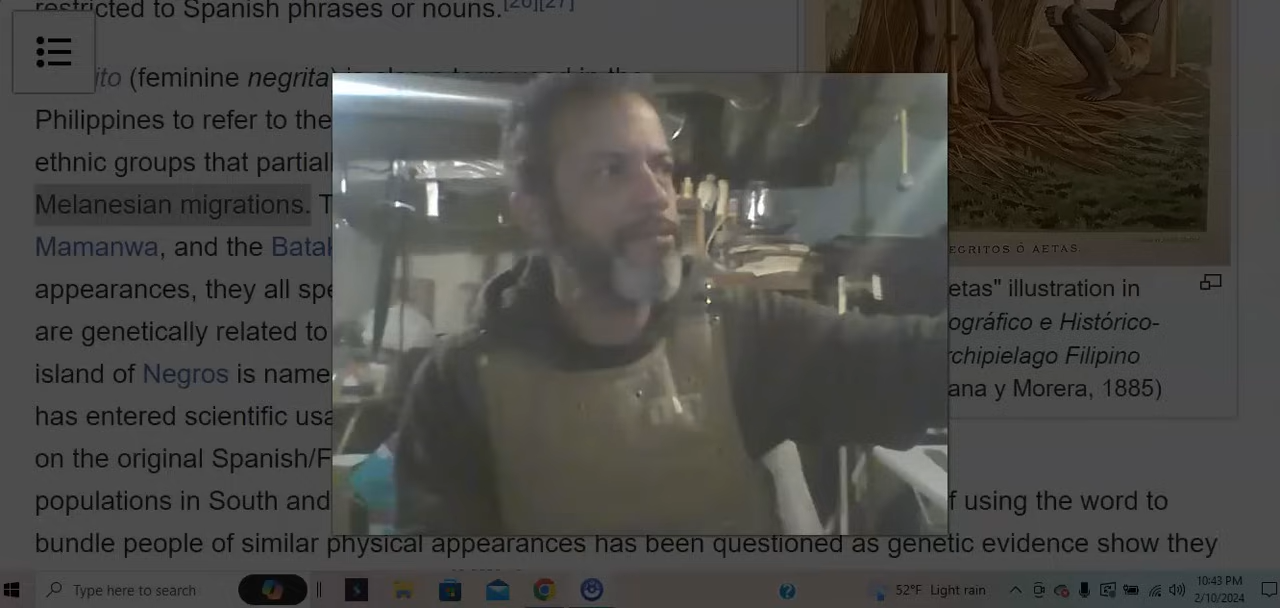 restricted to Spanish phrases or nouns.[26][27]
ito (feminine negrita) is
Philippines to refer to the
ethnic groups that partiall
Melanesian migrations. T
Mamanwa, and the Batak
appearances, they all spe
are genetically related to
island of Negros is name
has entered scientific usa
on the original Spanish/F
populations in South and
f using the word to
bundle people of similar physical appearances has been questioned as genetic evidence show they
EGRITOS Ó AETAS.
etas" illustration in
ográfico e Histórico-
rchipielago Filipino
ana y Morera, 1885)
Type here to search
52°F Light rain
10:43 PM
2/10/2024